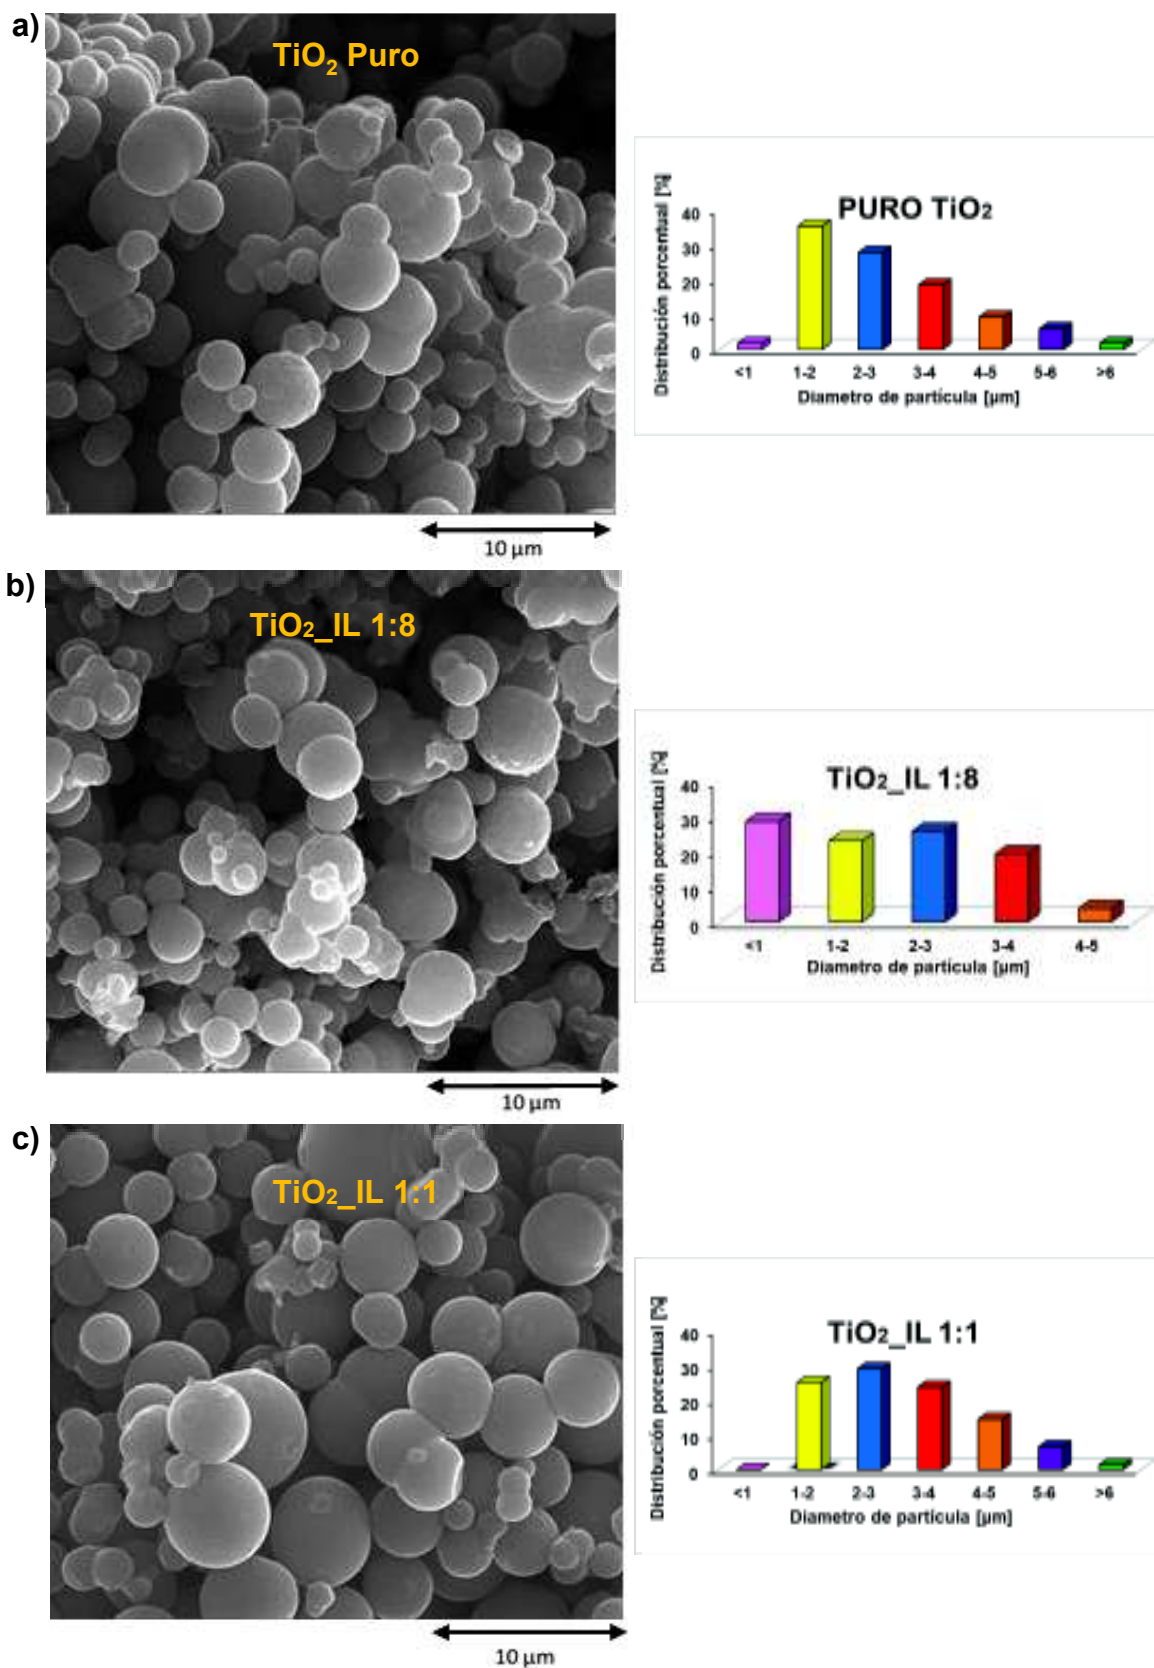 a)
TiO2 Puro
10 µm
Distribución porcentual [%]
PURO TiO2
40
30
20
10
0
<1 1-2 2-3 3-4 4-5 5-6 >6
Diametro de partícula [µm]
b)
TiO2_IL 1:8
10 µm
Distribución porcentual [%]
TiO2_IL 1:8
40
30
20
10
0
<1 1-2 2-3 3-4 4-5
Diametro de partícula [µm]
c)
TiO2_IL 1:1
10 µm
Distribución porcentual [%]
TiO2_IL 1:1
40
30
20
10
0
<1 1-2 2-3 3-4 4-5 5-6 >6
Diametro de partícula [µm]